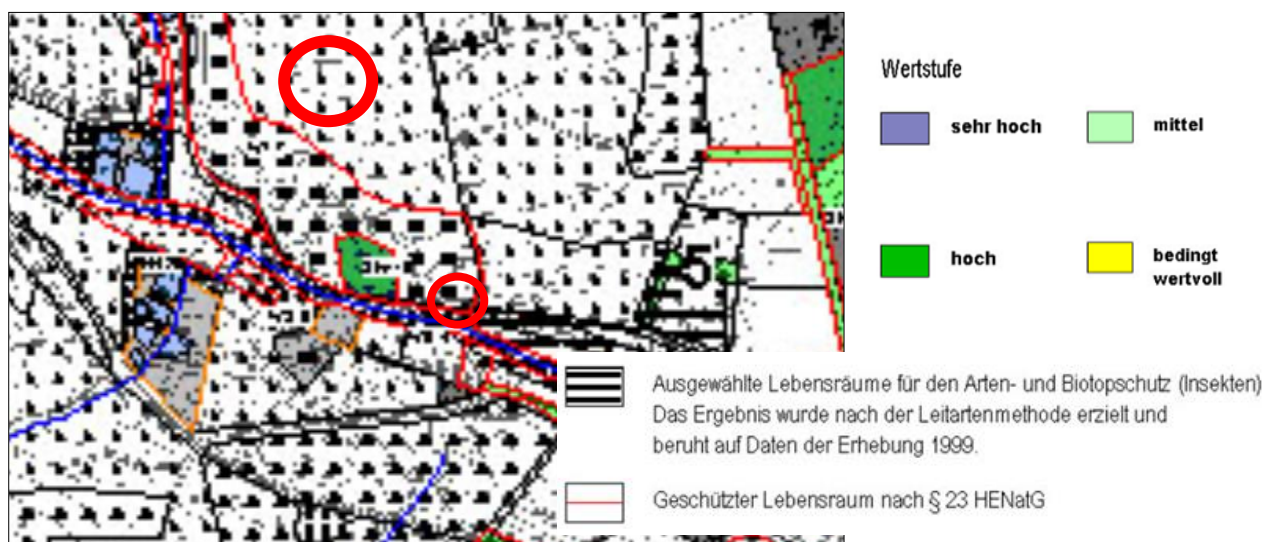 Wertstufe
sehr hoch
mittel
hoch
bedingt
wertvoll
Ausgewählte Lebensräume für den Arten- und Biotopschutz (Insekten)
Das Ergebnis wurde nach der Leitartenmethode erzielt und
beruht auf Daten der Erhebung 1999.
Geschützter Lebensraum nach § 23 HENatG